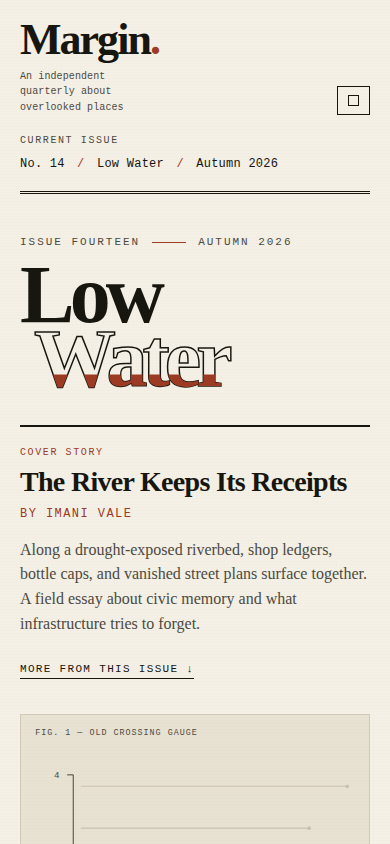 Margin.
An independent
quarterly about
overlooked places
CURRENT ISSUE
No. 14 / Low Water / Autumn 2026
ISSUE FOURTEEN — AUTUMN 2026
Low
Water
COVER STORY
The River Keeps Its Receipts
BY IMANI VALE
Along a drought-exposed riverbed, shop ledgers,
bottle caps, and vanished street plans surface together.
A field essay about civic memory and what
infrastructure tries to forget.
MORE FROM THIS ISSUE ↓
FIG. 1 — OLD CROSSING GAUGE
4